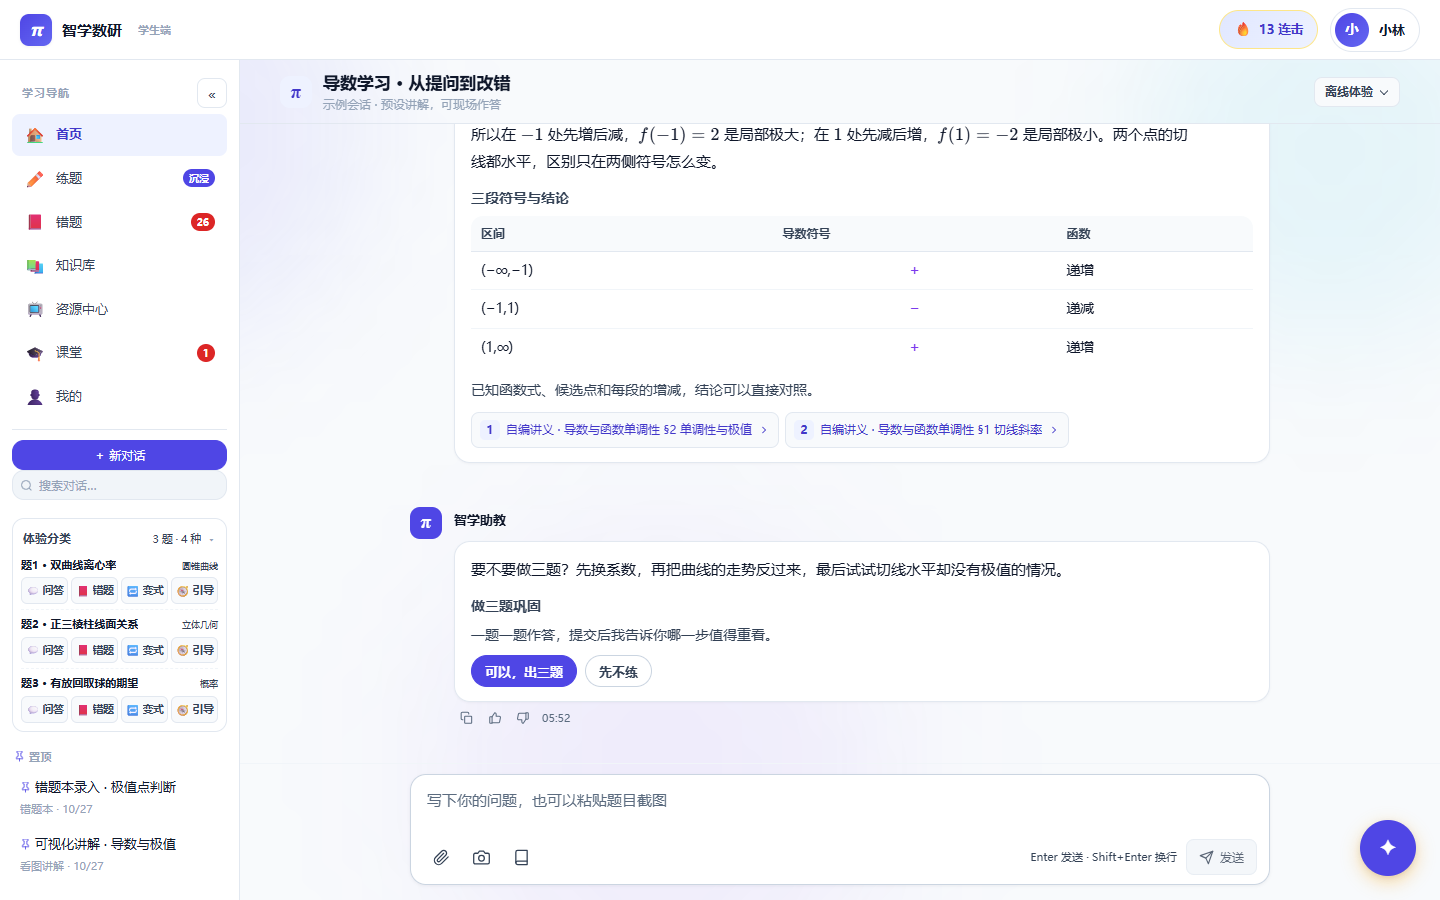 π 智学数研 学生端
13 连击
小 小林
学习导航 «
首页
练题 沉浸
错题 26
知识库
资源中心
课堂 1
我的
+ 新对话
搜索对话...
体验分类 3 题 · 4 种
题1 • 双曲线离心率 圆锥曲线
问答 错题 变式 引导
题2 • 正三棱柱线面关系 立体几何
问答 错题 变式 引导
题3 • 有放回取球的期望 概率
问答 错题 变式 引导
置顶
错题本录入 · 极值点判断
错题本 · 10/27
可视化讲解 · 导数与极值
看图讲解 · 10/27
π 导数学习 • 从提问到改错
示例会话 · 预设讲解，可现场作答
离线体验
所以在 −1 处先增后减，f(−1) = 2 是局部极大；在 1 处先减后增，f(1) = −2 是局部极小。两个点的切
线都水平，区别只在两侧符号怎么变。
三段符号与结论
区间 导数符号 函数
(−∞,−1) + 递增
(−1,1) − 递减
(1,∞) + 递增
已知函数式、候选点和每段的增减，结论可以直接对照。
1 自编讲义 · 导数与函数单调性 §2 单调性与极值 ›
2 自编讲义 · 导数与函数单调性 §1 切线斜率 ›
π 智学助教
要不要做三题？先换系数，再把曲线的走势反过来，最后试试切线水平却没有极值的情况。
做三题巩固
一题一题作答，提交后我告诉你哪一步值得重看。
可以，出三题 先不练
05:52
写下你的问题，也可以粘贴题目截图
Enter 发送 · Shift+Enter 换行 发送